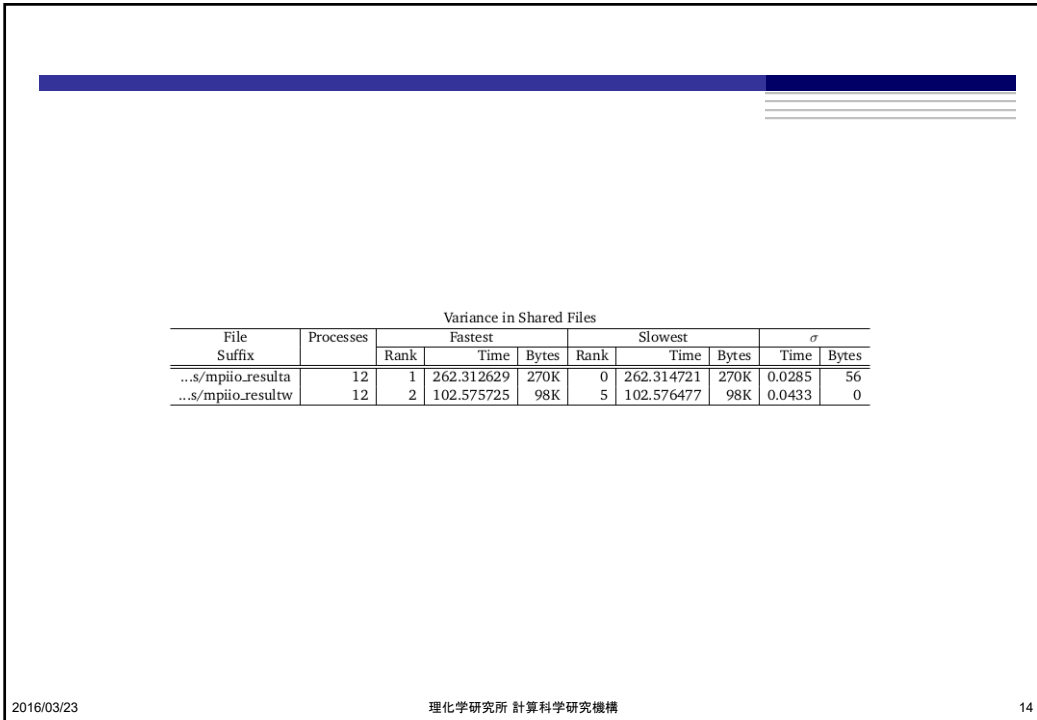 Variance in Shared Files
File Processes Fastest Slowest σ
Suffix Rank Time Bytes Rank Time Bytes Time Bytes
...s/mpiio_resulta 12 1 262.312629 270K 0 262.314721 270K 0.0285 56
...s/mpiio_resultw 12 2 102.575725 98K 5 102.576477 98K 0.0433 0
2016/03/23 理化学研究所 計算科学研究機構 14